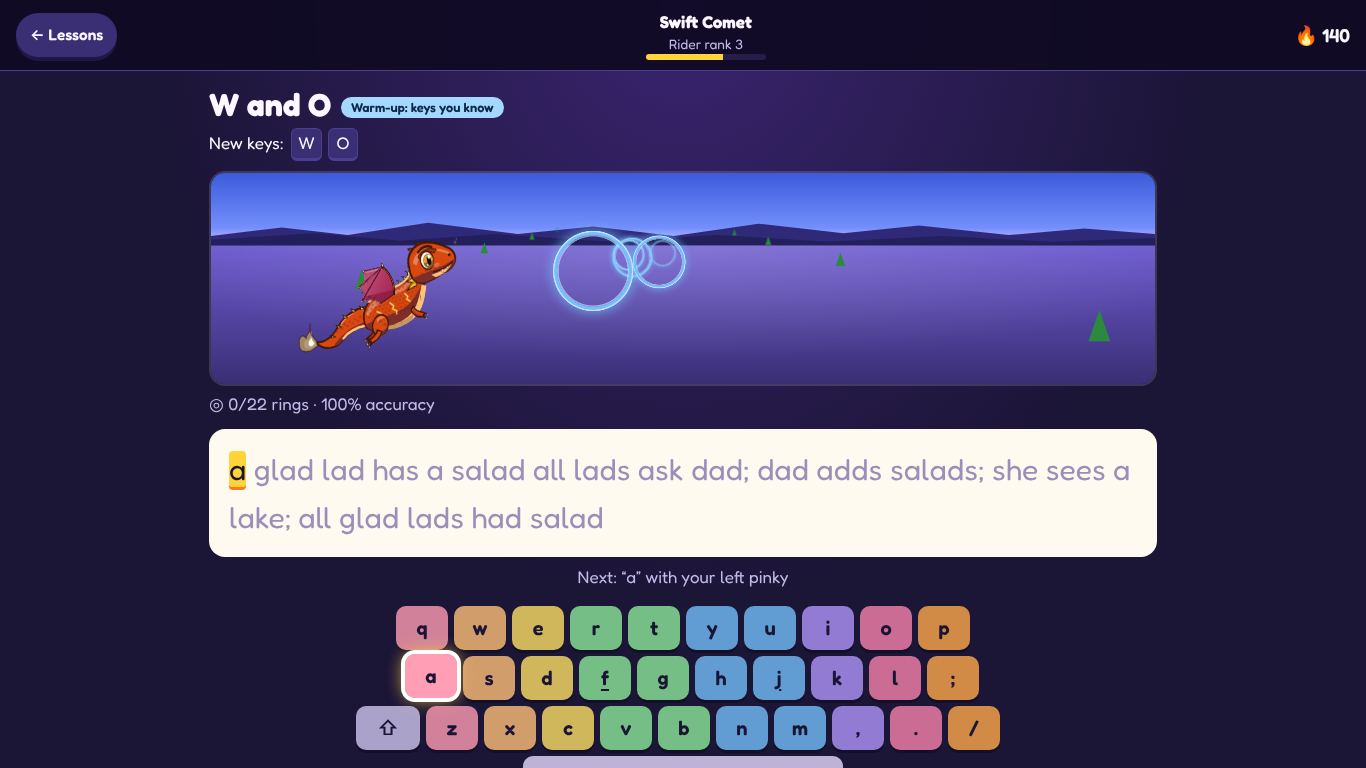 ← Lessons
Swift Comet
Rider rank 3
🔥 140
W and O
Warm-up: keys you know
New keys: W O
◎ 0/22 rings · 100% accuracy
a glad lad has a salad all lads ask dad; dad adds salads; she sees a
lake; all glad lads had salad
Next: “a” with your left pinky
q w e r t y u i o p
a s d f g h j k l ;
⇧ z x c v b n m , . /